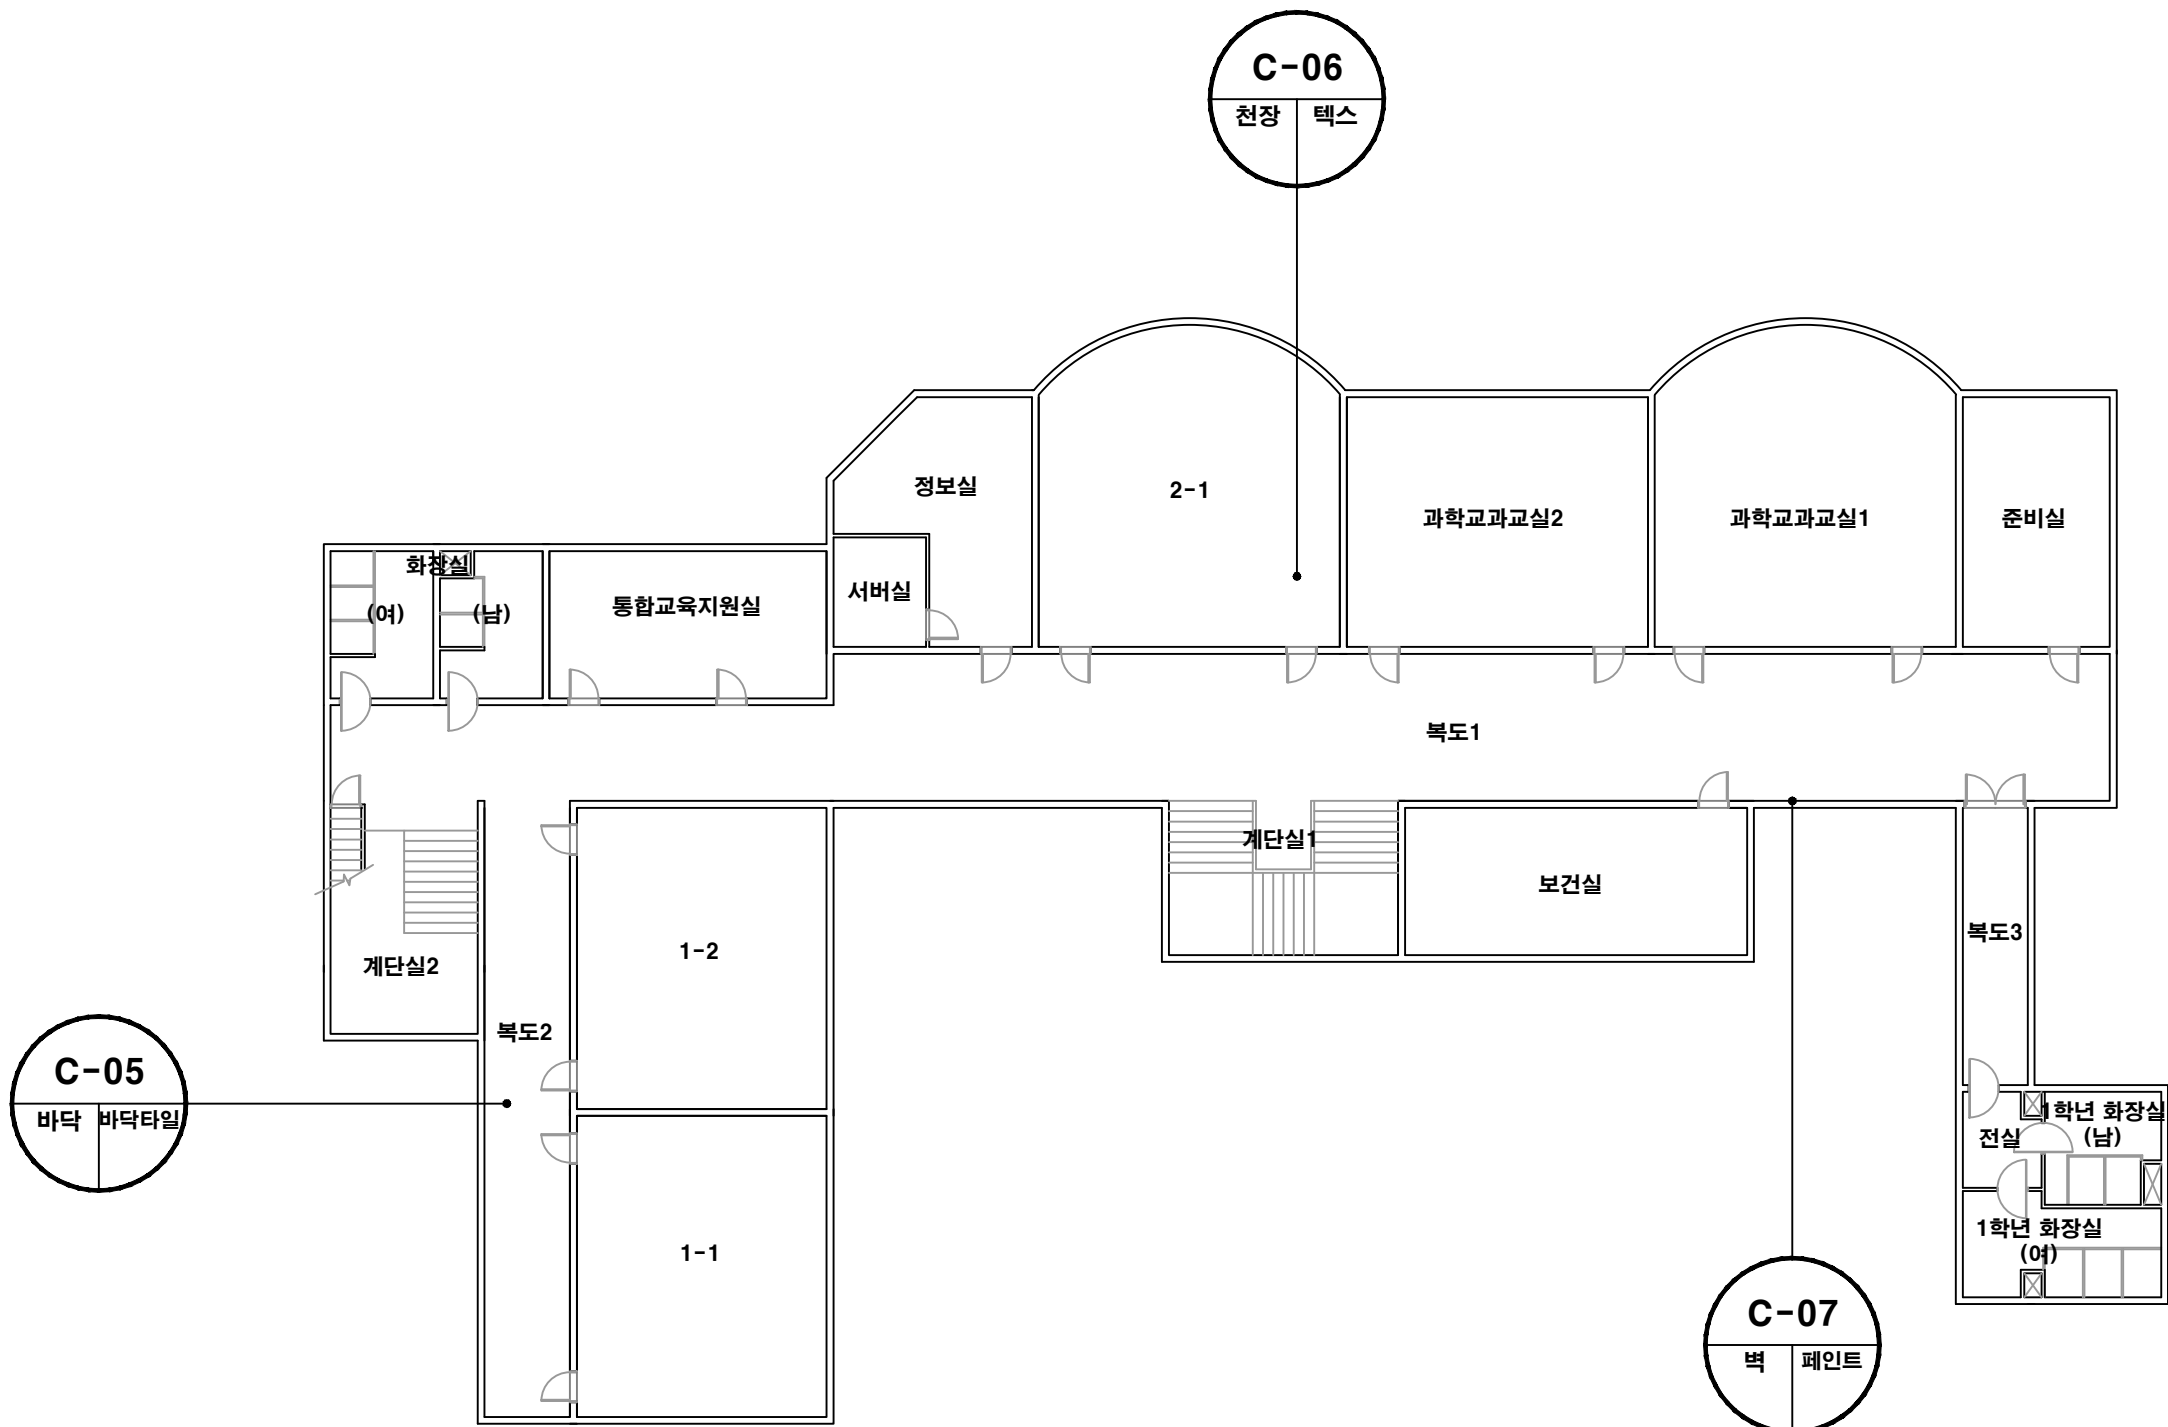 C-06
천장 텍스
정보실
2-1
과학교과교실2
과학교과교실1
준비실
화장실
(여)
(남)
통합교육지원실
서버실
복도1
계단실1
보건실
복도3
1-2
계단실2
복도2
C-05
바닥 바닥타일
1학년 화장실
(남)
전실
1학년 화장실
(여)
1-1
C-07
벽 페인트